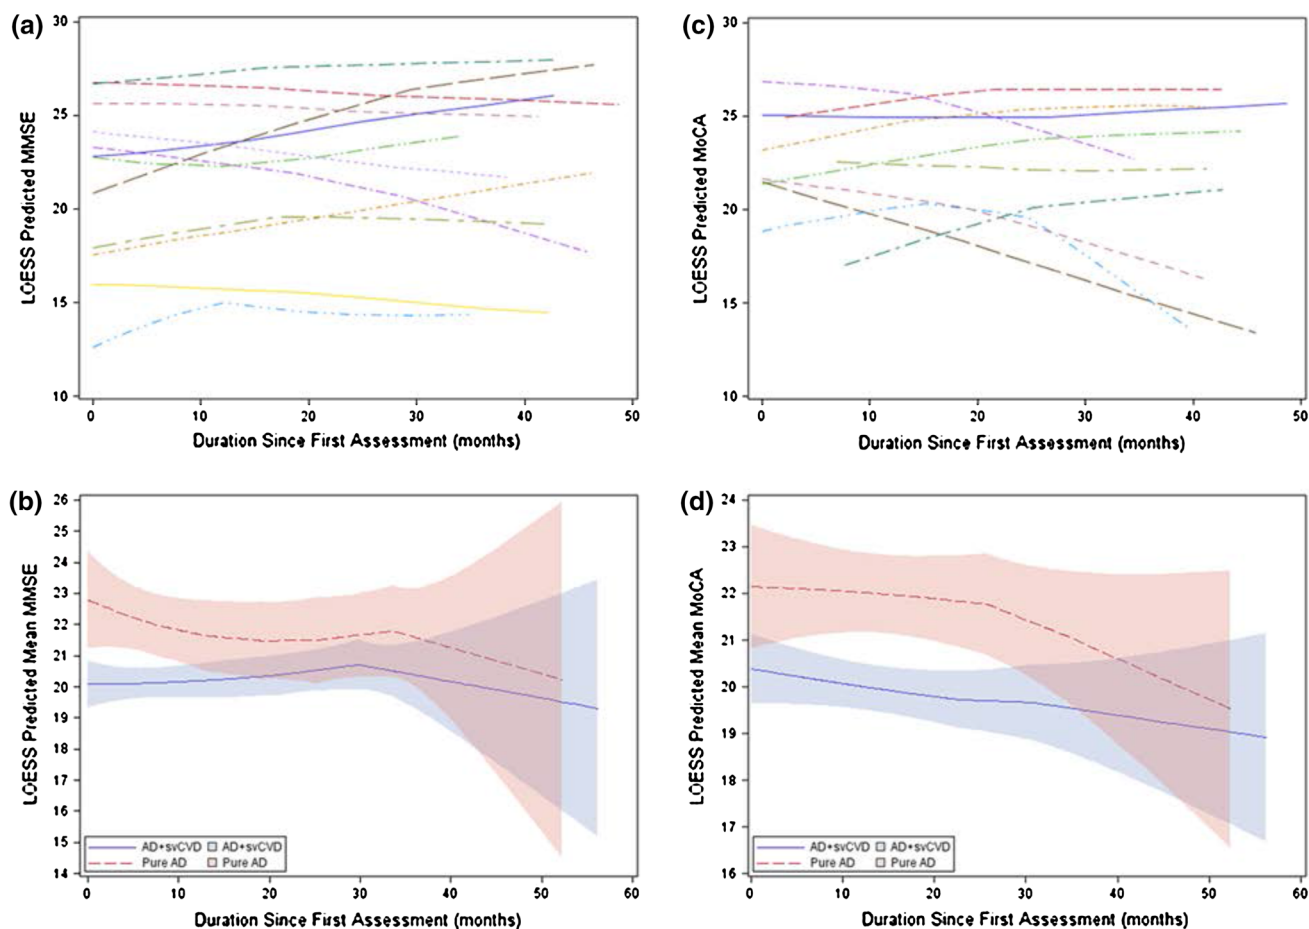 (a)
30
25
20
15
10
LOESS Predicted MMSE
0 10 20 30 40 50
Duration Since First Assessment (months)
(c)
30
25
20
15
10
LOESS Predicted MoCA
0 10 20 30 40 50
Duration Since First Assessment (months)
(b)
26
25
24
23
22
21
20
19
18
17
16
15
14
LOESS Predicted Mean MMSE
AD+svCVD AD+svCVD
Pure AD Pure AD
0 10 20 30 40 50 60
Duration Since First Assessment (months)
(d)
24
23
22
21
20
19
18
17
16
LOESS Predicted Mean MoCA
AD+svCVD AD+svCVD
Pure AD Pure AD
0 10 20 30 40 50 60
Duration Since First Assessment (months)